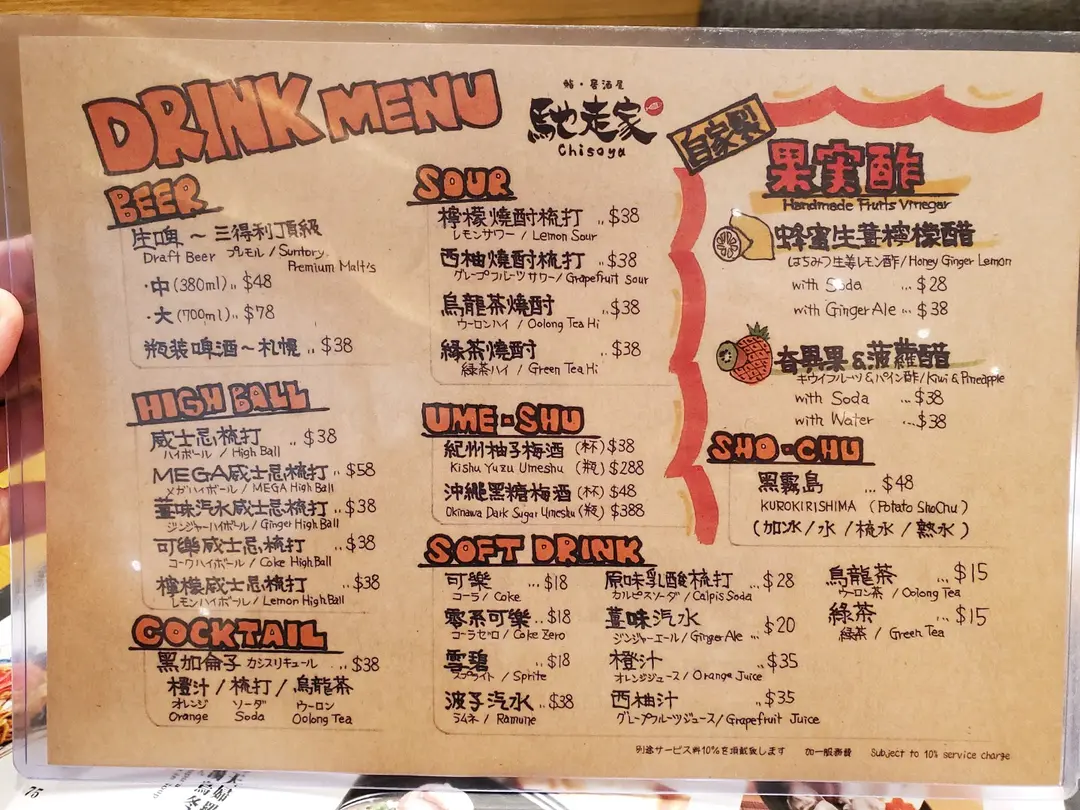 DRINK MENU
鮨・居酒屋
馳走家
Chisoya
BEER
生啤 ~ 三得利頂級
Draft Beer プレモル / Suntory
Premium Malt's
・中 (380ml).. $48
・大 (700ml).. $78
瓶装啤酒~札幌 .. $38
HIGH BALL
威士忌梳打 .. $38
ハイボール / High Ball
MEGA威士忌梳打.. $58
メガハイボール / MEGA High Ball
薑味汽水威士忌梳打.. $38
ジンジャーハイボール / Ginger High Ball
可樂威士忌梳打 ..$38
コークハイボール / Coke High Ball
檸檬威士忌梳打 ..$38
レモンハイボール / Lemon High Ball
COCKTAIL
黑加倫子 カシスリキュール ... $38
橙汁 / 梳打 / 烏龍茶
オレンジ ソーダ ウーロン
Orange Soda Oolong Tea
SOUR
檸檬燒酎梳打 .. $38
レモンサワー / Lemon Sour
西柚燒酎梳打 .. $38
グレープフルーツサワー / Grapefruit Sour
烏龍茶燒酎 .. $38
ウーロンハイ / Oolong Tea Hi
綠茶燒酎 .. $38
緑茶ハイ / Green Tea Hi
UME-SHU
紀州柚子梅酒 (杯) $38
Kishu Yuzu Umeshu (瓶) $288
沖繩黑糖梅酒 (杯) $48
Okinawa Dark Sugar Umeshu (瓶) $388
SOFT DRINK
可樂 ... $18
コーラ / Coke
零系可樂 .. $18
コーラゼロ / Coke Zero
雪碧 .. $18
スプライト / Sprite
波子汽水 .. $38
ラムネ / Ramune
原味乳酸梳打 .. $28
カルピスソーダ / Calpis Soda
薑味汽水 ... $20
ジンジャーエール / Ginger Ale
橙汁 .. $35
オレンジジュース / Orange Juice
西柚汁 .. $35
グレープフルーツジュース / Grapefruit Juice
烏龍茶 ... $15
ウーロン茶 / Oolong Tea
綠茶 ... $15
緑茶 / Green Tea
自家製
果実酢
Handmade Fruits Vinegar
蜂蜜生薑檸檬醋
はちみつ生姜レモン酢 / Honey Ginger Lemon
with Soda ... $28
with Ginger Ale ... $38
奇異果&菠蘿醋
キウイフルーツ&パイン酢 / Kiwi & Pineapple
with Soda ...$38
with Water ...$38
SHO-CHU
黑霧島 ... $48
KUROKIRISHIMA (Potato ShoChu)
(加冰 / 水 / 梳水 / 熱水)
別途サービス料10%を頂戴致します 加一服務費 Subject to 10% service charge
75